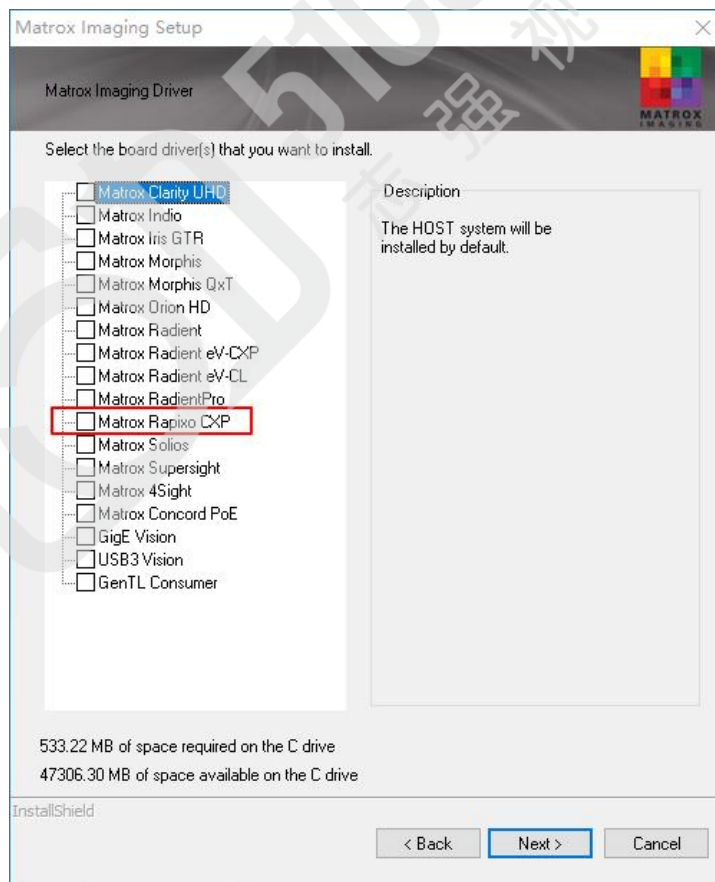 Matrox Imaging Setup
Matrox Imaging Driver
MATROX
IMAGING
Select the board driver(s) that you want to install.
Matrox Clarity UHD
Matrox Indio
Matrox Iris GTR
Matrox Morphis
Matrox Morphis QxT
Matrox Orion HD
Matrox Radient
Matrox Radient eV-CXP
Matrox Radient eV-CL
Matrox RadientPro
Matrox Rapixo CXP
Matrox Solios
Matrox Supersight
Matrox 4Sight
Matrox Concord PoE
GigE Vision
USB3 Vision
GenTL Consumer
Description
The HOST system will be
installed by default.
533.22 MB of space required on the C drive
47306.30 MB of space available on the C drive
InstallShield
< Back
Next >
Cancel
志强视